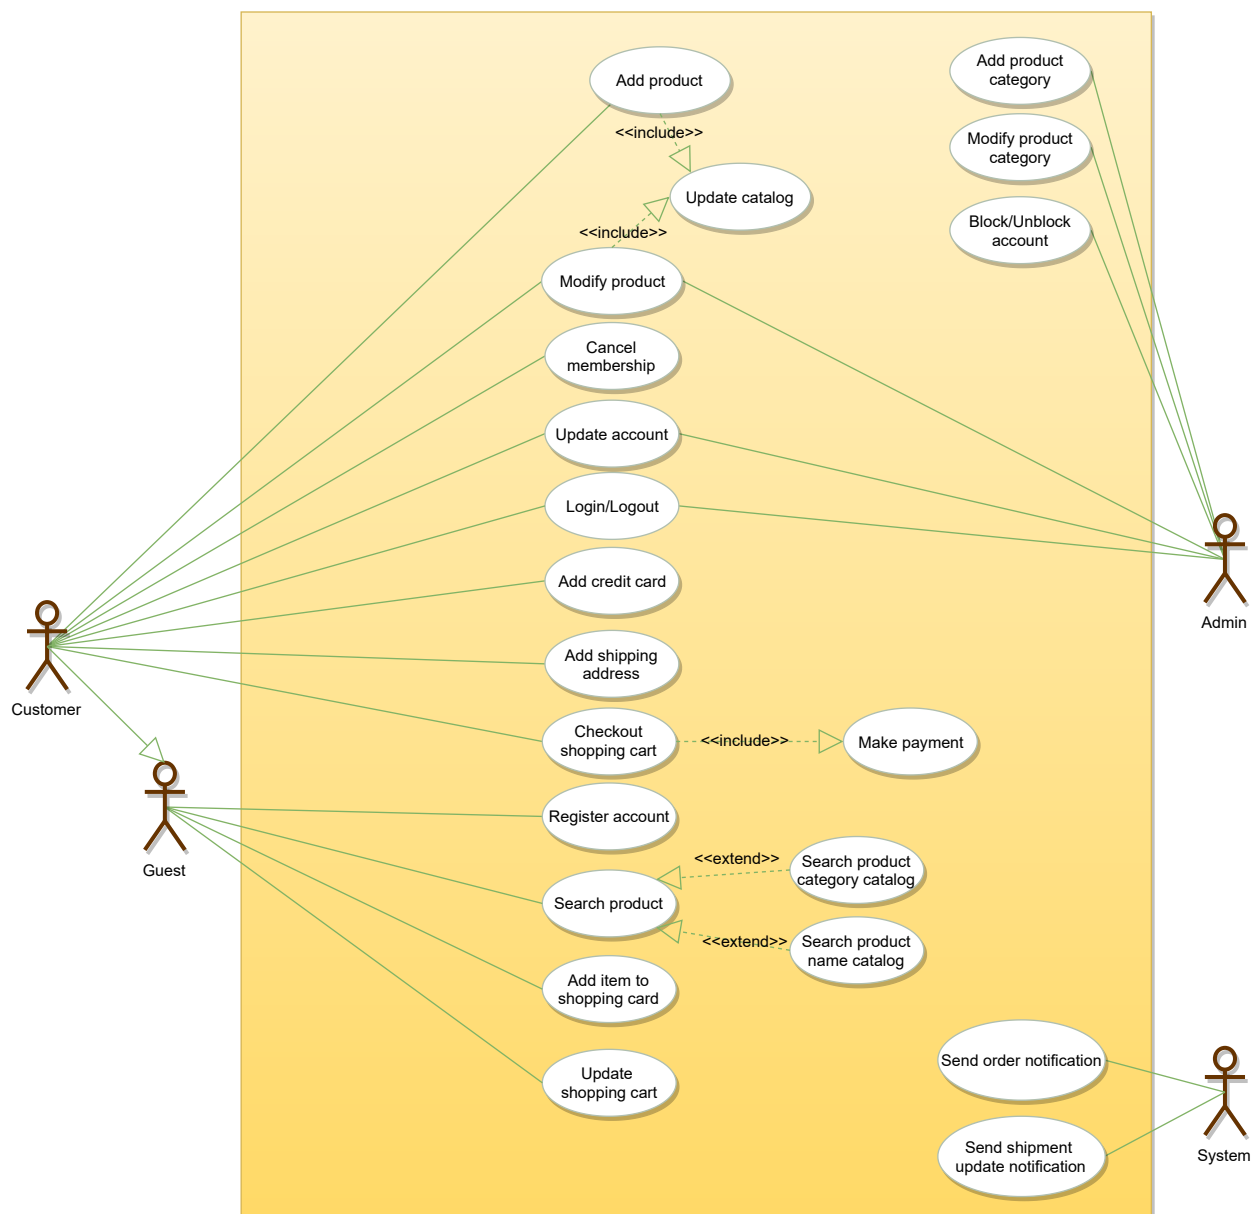 Add product
Add product
category
<<include>>
Modify product
category
Update catalog
Block/Unblock
account
<<include>>
Modify product
Cancel
membership
Update account
Login/Logout
Add credit card
Admin
Add shipping
address
Customer
Checkout
shopping cart
<<include>>
Make payment
Register account
Guest
<<extend>>
Search product
category catalog
Search product
<<extend>>
Search product
name catalog
Add item to
shopping card
Update
shopping cart
Send order notification
Send shipment
update notification
System